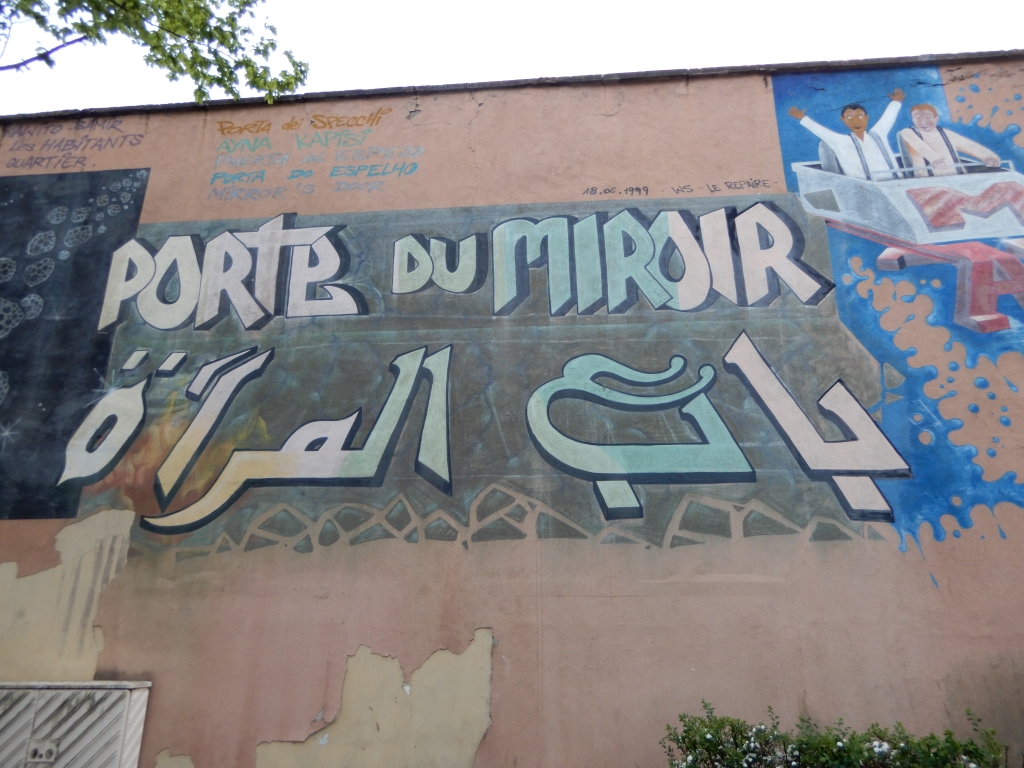 Les HABITANTS
QUARTIER.
PORTA dei SPECCHI
AYNA KAPISI
PORTA DO ESPELHO
MIRROR'S DOOR
18.06.1999 - WS - LE REPAIRE -
PORTE DU MIROIR
باب المرآة